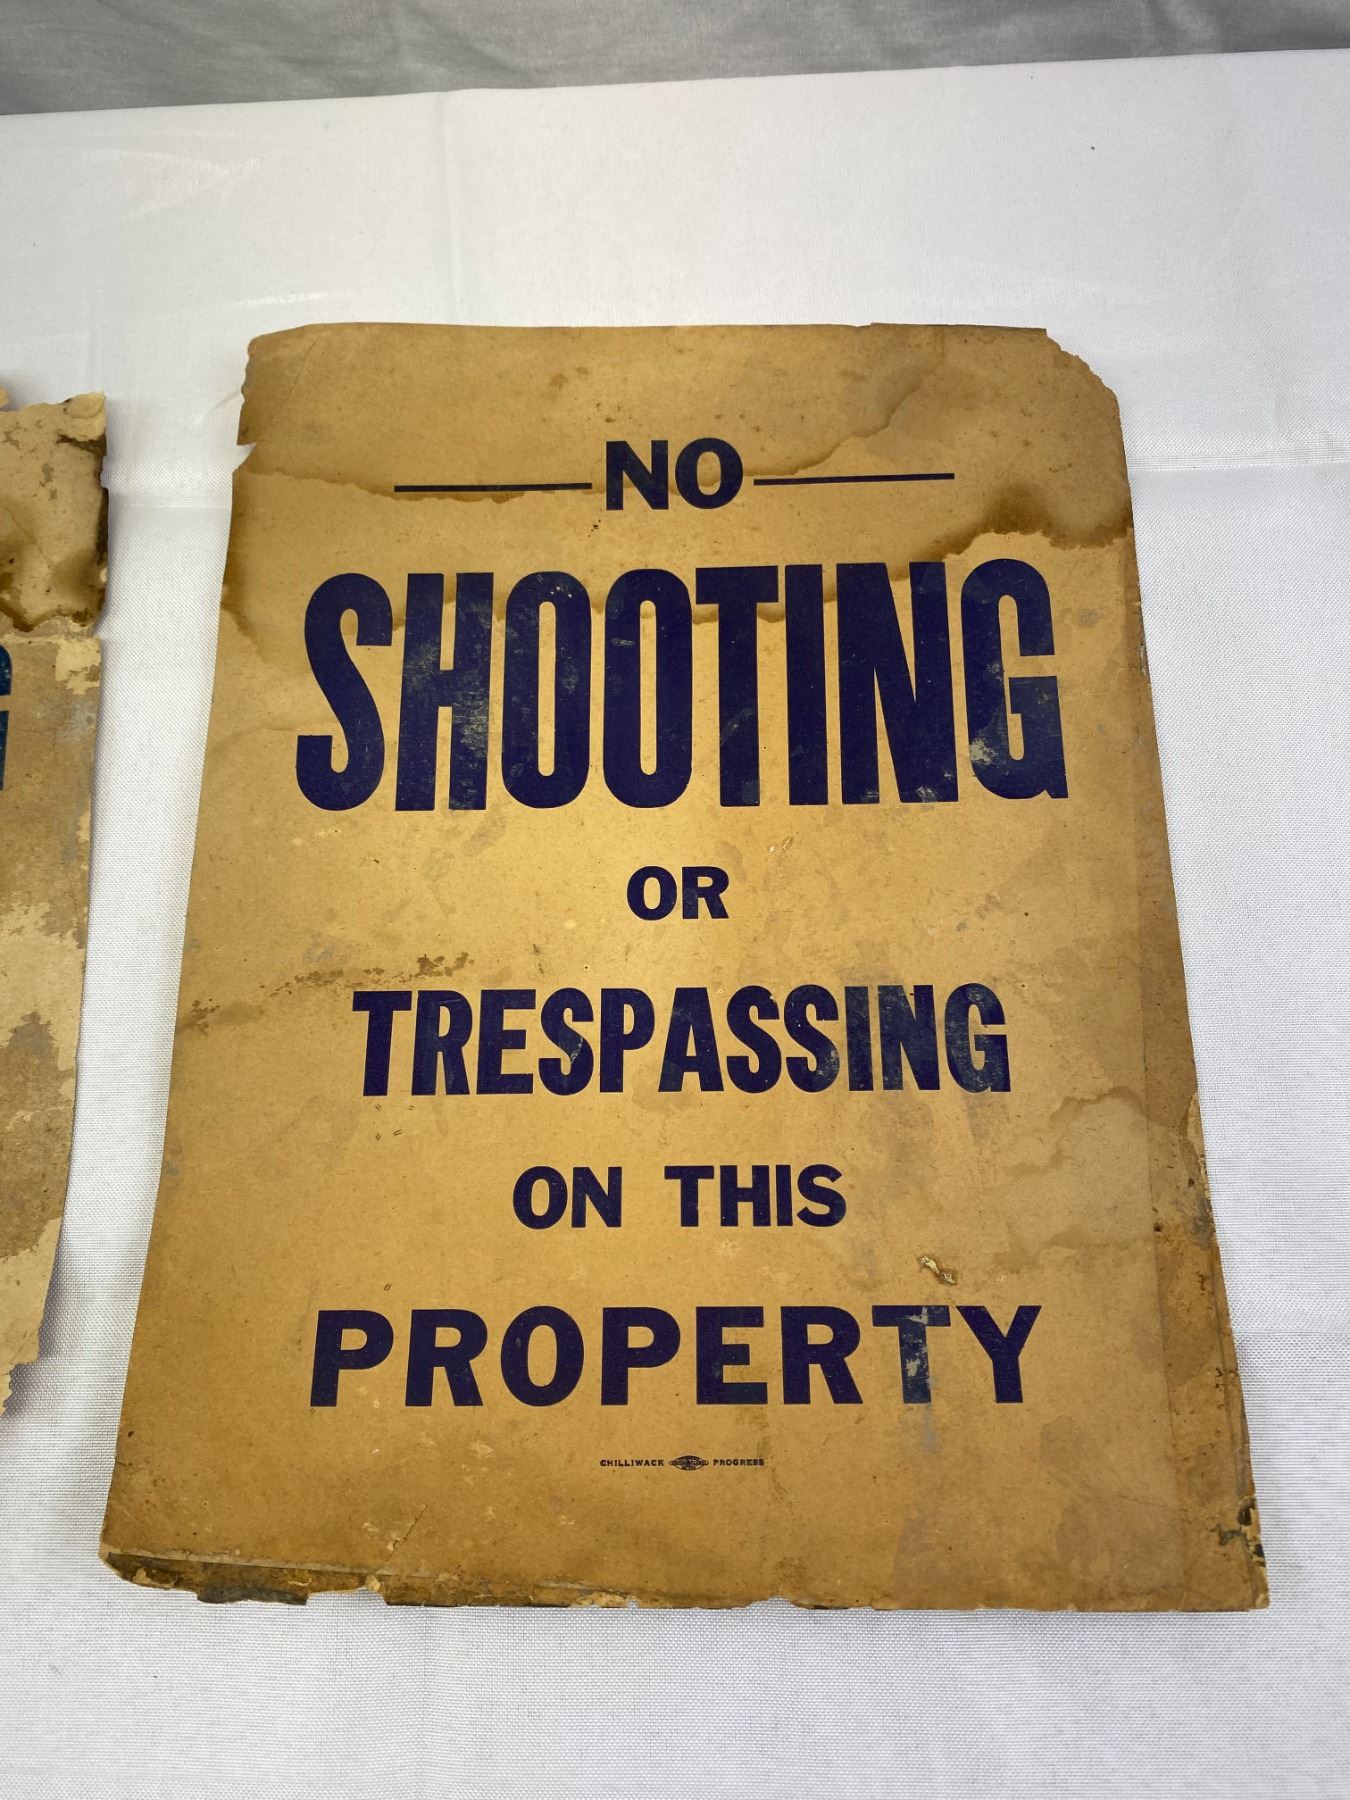 NO
SHOOTING
OR
TRESPASSING
ON THIS
PROPERTY
CHILLIWACK PROGRESS